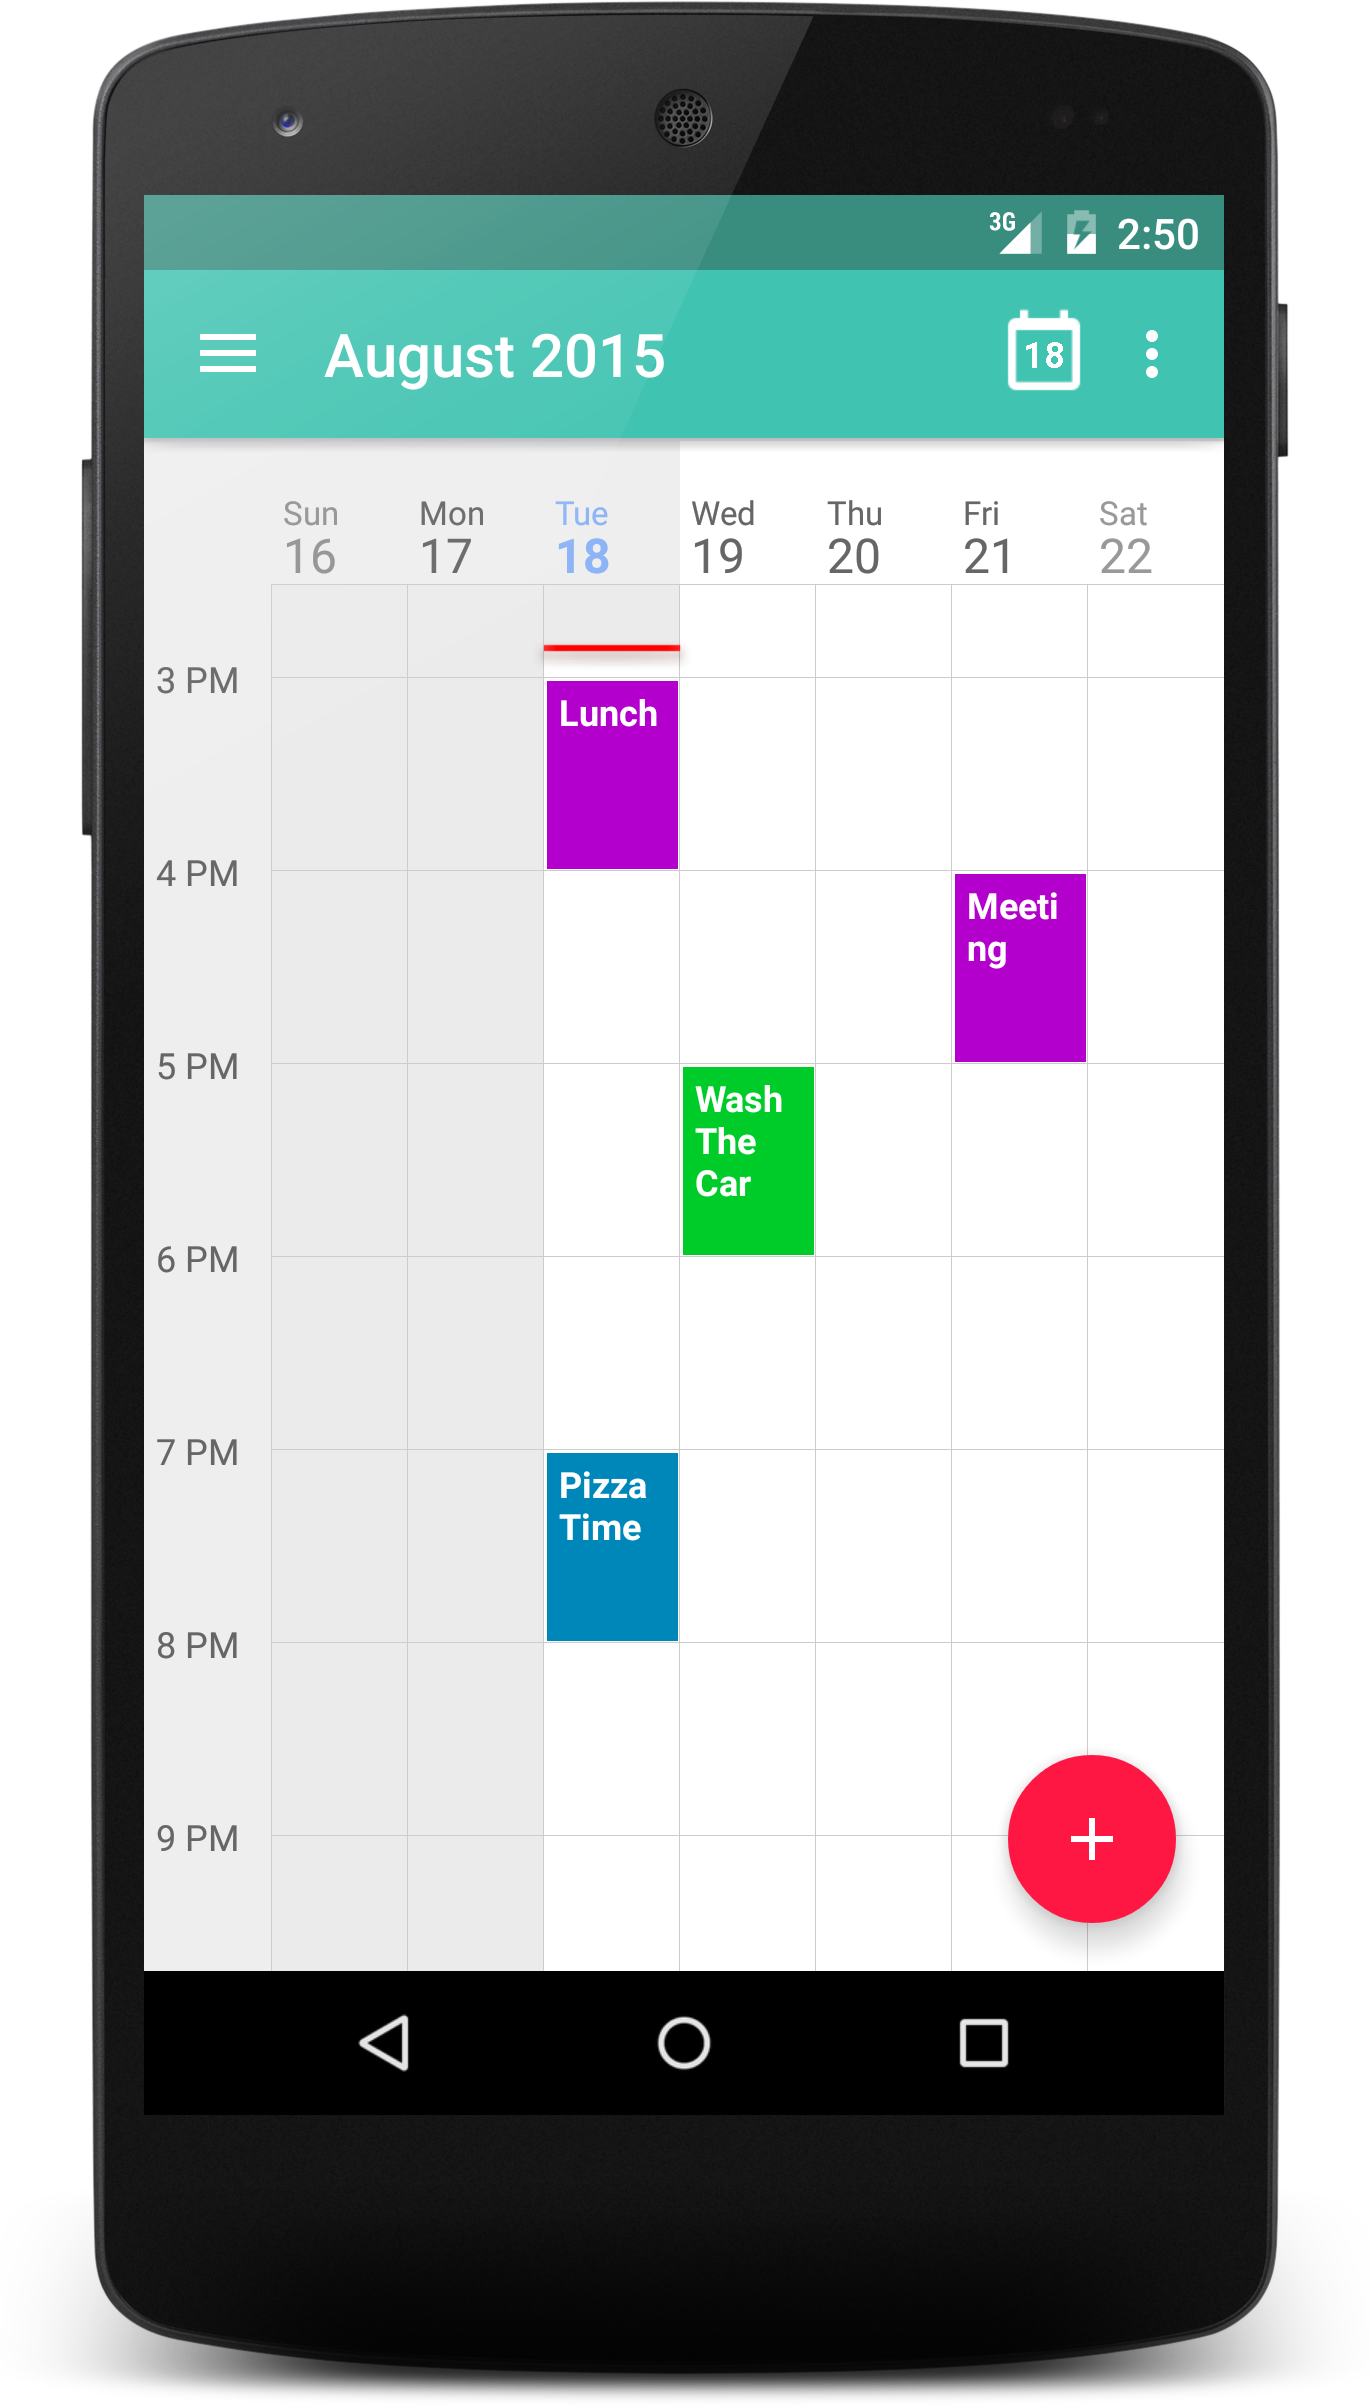 3G 2:50
August 2015 18
Sun Mon Tue Wed Thu Fri Sat
16 17 18 19 20 21 22
3 PM
Lunch
4 PM
Meeti
ng
5 PM
Wash
The
Car
6 PM
7 PM
Pizza
Time
8 PM
9 PM